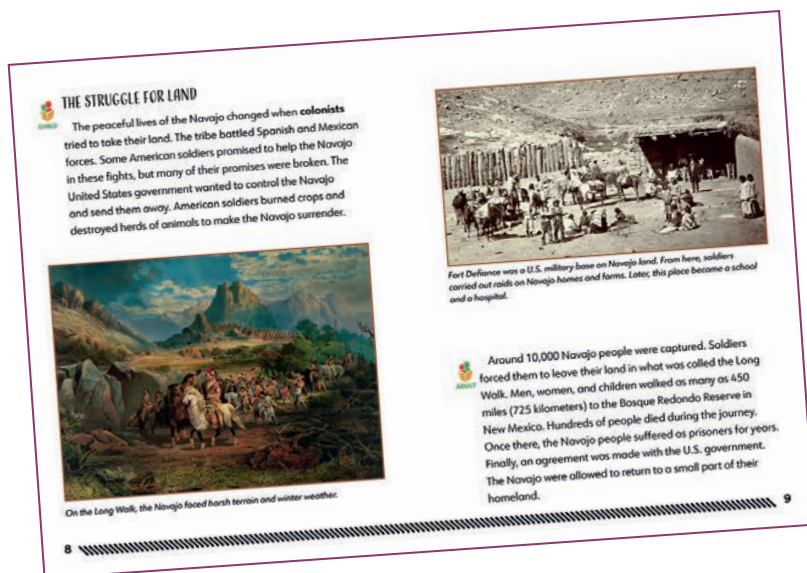 THE STRUGGLE FOR LAND
CHILD
The peaceful lives of the Navajo changed when colonists
tried to take their land. The tribe battled Spanish and Mexican
forces. Some American soldiers promised to help the Navajo
in these fights, but many of their promises were broken. The
United States government wanted to control the Navajo
and send them away. American soldiers burned crops and
destroyed herds of animals to make the Navajo surrender.
On the Long Walk, the Navajo faced harsh terrain and winter weather.
8
Fort Defiance was a U.S. military base on Navajo land. From here, soldiers
carried out raids on Navajo homes and farms. Later, this place became a school
and a hospital.
ADULT
Around 10,000 Navajo people were captured. Soldiers
forced them to leave their land in what was called the Long
Walk. Men, women, and children walked as many as 450
miles (725 kilometers) to the Bosque Redondo Reserve in
New Mexico. Hundreds of people died during the journey.
Once there, the Navajo people suffered as prisoners for years.
Finally, an agreement was made with the U.S. government.
The Navajo were allowed to return to a small part of their
homeland.
9